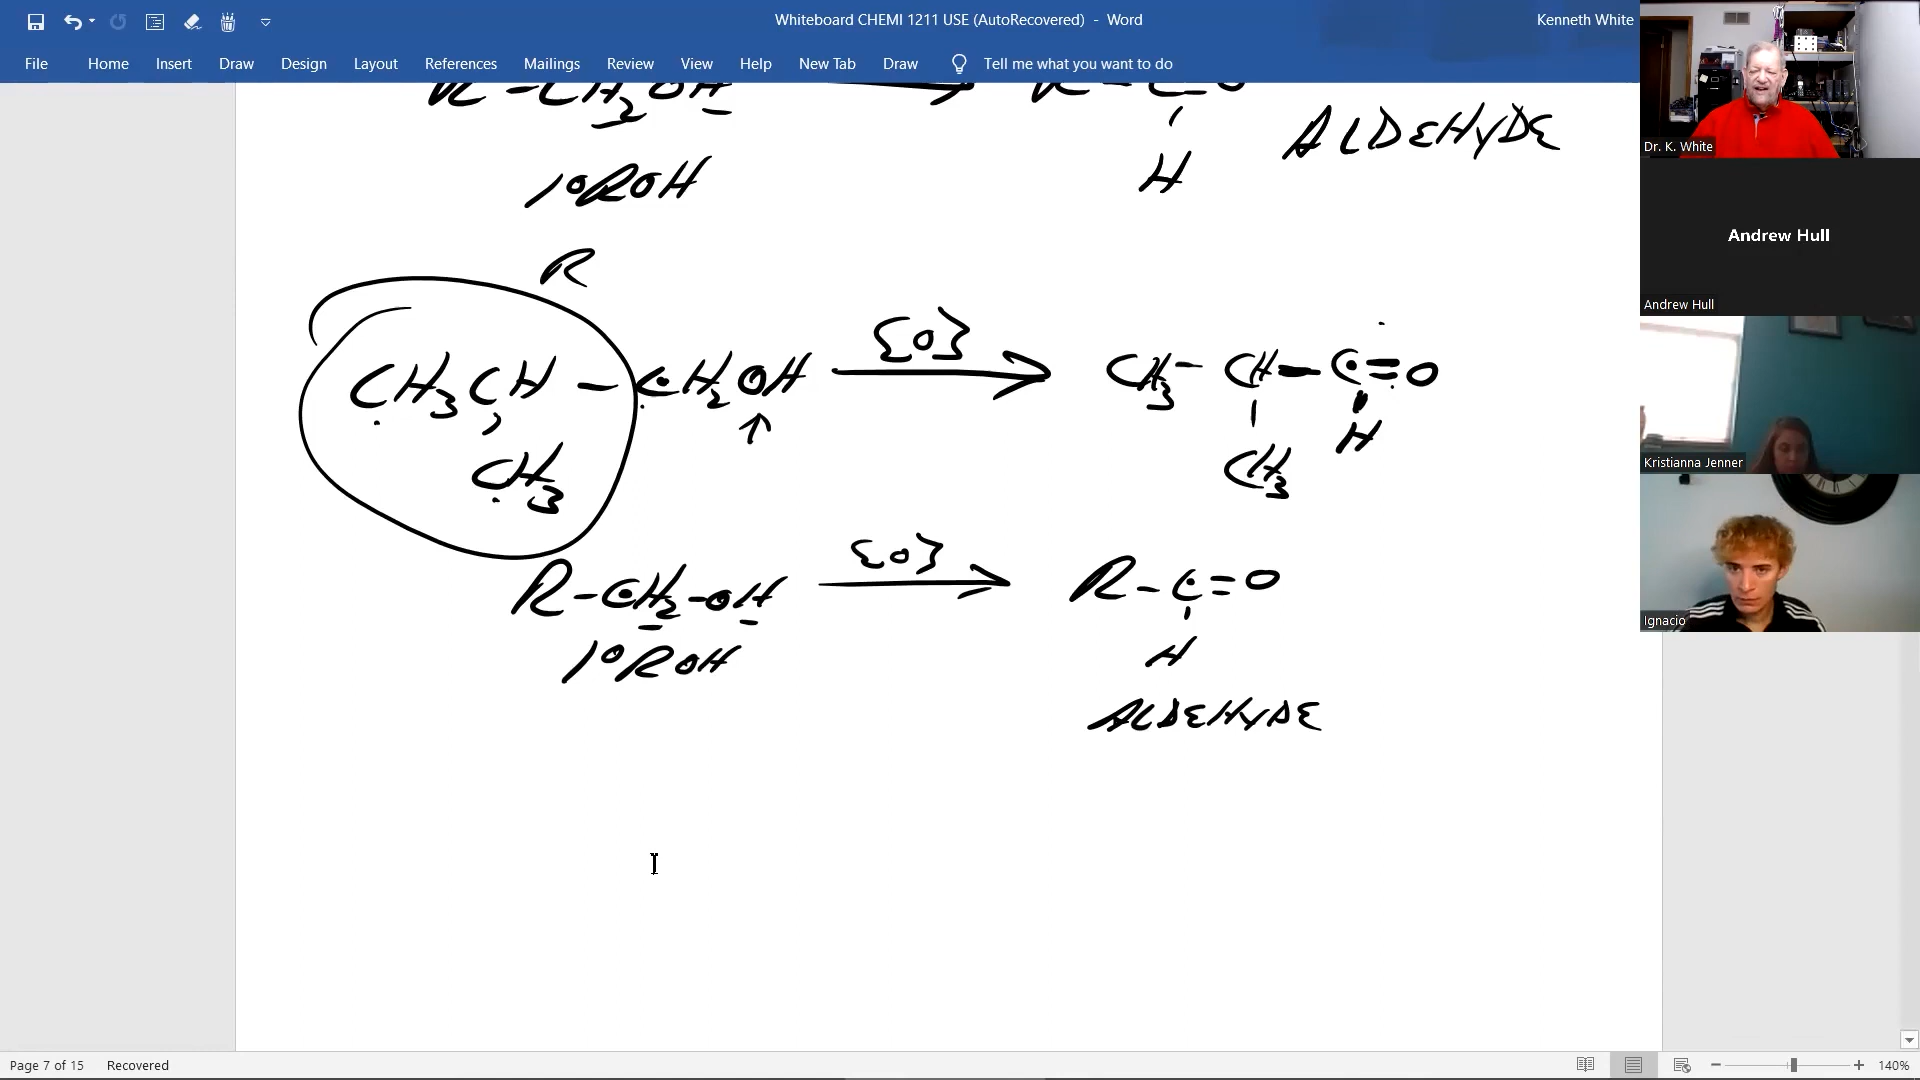 Whiteboard CHEMI 1211 USE (AutoRecovered) - Word
Kenneth White
File Home Insert Draw Design Layout References Mailings Review View Help New Tab Draw Tell me what you want to do
R-CH2OH
R-C=O
H
ALDEHYDE
1°ROH
R
CH3CH-CH2OH
CH3
{O}
CH3-CH-C=O
CH3
H
R-CH2-OH
{O}
R-C=O
H
1°ROH
ALDEHYDE
Dr. K. White
Andrew Hull
Andrew Hull
Kristianna Jenner
Ignacio
Page 7 of 15 Recovered
140%